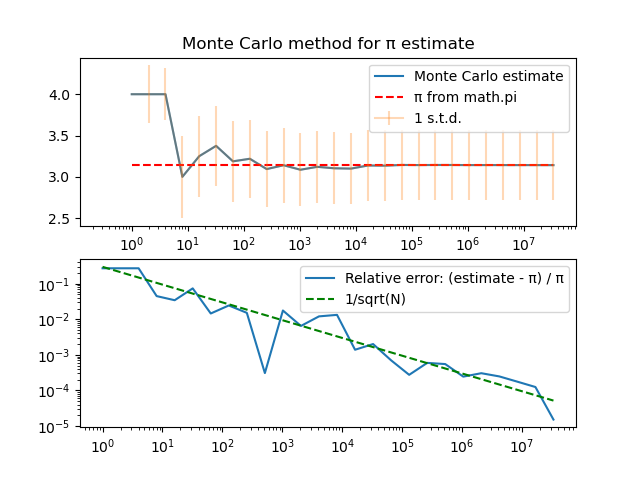 Monte Carlo method for π estimate
Monte Carlo estimate
π from math.pi
1 s.t.d.
4.0
3.5
3.0
2.5
10⁰ 10¹ 10² 10³ 10⁴ 10⁵ 10⁶ 10⁷
Relative error: (estimate - π) / π
1/sqrt(N)
10⁻¹
10⁻²
10⁻³
10⁻⁴
10⁻⁵
10⁰ 10¹ 10² 10³ 10⁴ 10⁵ 10⁶ 10⁷